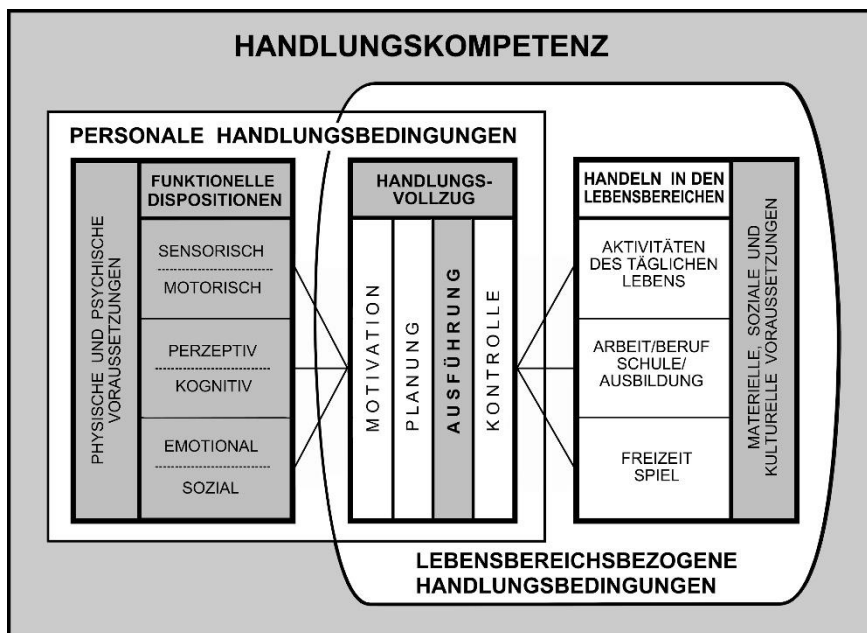 HANDLUNGSKOMPETENZ
PERSONALE HANDLUNGSBEDINGUNGEN
PHYSISCHE UND PSYCHISCHE
VORAUSSETZUNGEN
FUNKTIONELLE
DISPOSITIONEN
SENSORISCH
MOTORISCH
PERZEPTIV
KOGNITIV
EMOTIONAL
SOZIAL
HANDLUNGS-
VOLLZUG
MOTIVATION
PLANUNG
AUSFÜHRUNG
KONTROLLE
HANDELN IN DEN
LEBENSBEREICHEN
AKTIVITÄTEN
DES TÄGLICHEN
LEBENS
ARBEIT/BERUF
SCHULE/
AUSBILDUNG
FREIZEIT
SPIEL
MATERIELLE, SOZIALE UND
KULTURELLE VORAUSSETZUNGEN
LEBENSBEREICHSBEZOGENE
HANDLUNGSBEDINGUNGEN